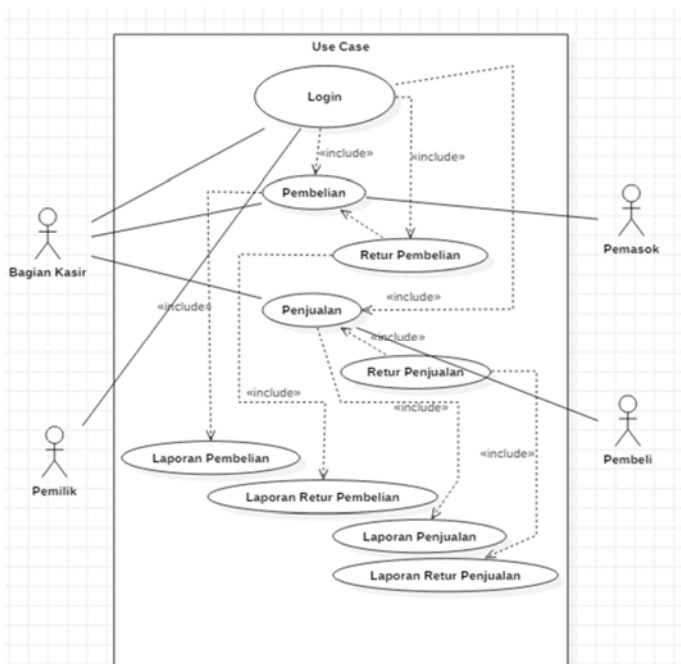 Use Case
Login
«include»
«include»
Pembelian
Retur Pembelian
Pemasok
Bagian Kasir
«include»
«include»
Penjualan
«include»
Retur Penjualan
«include»
«include»
«include»
Pembeli
Laporan Pembelian
Pemilik
Laporan Retur Pembelian
Laporan Penjualan
Laporan Retur Penjualan